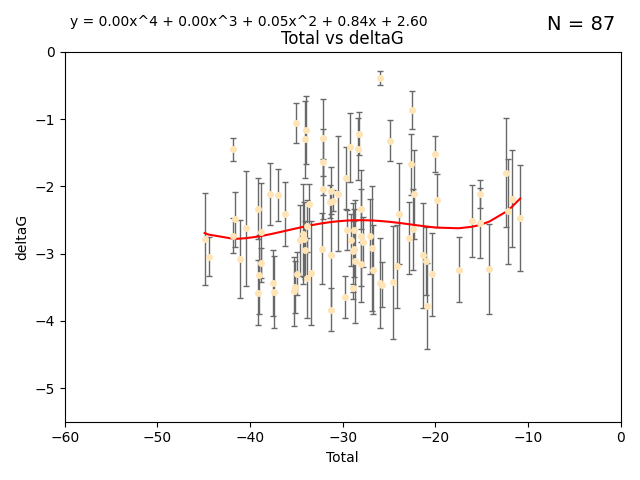 y = 0.00x^4 + 0.00x^3 + 0.05x^2 + 0.84x + 2.60
N = 87
Total vs deltaG
0
−1
−2
−3
−4
−5
deltaG
−60 −50 −40 −30 −20 −10 0
Total